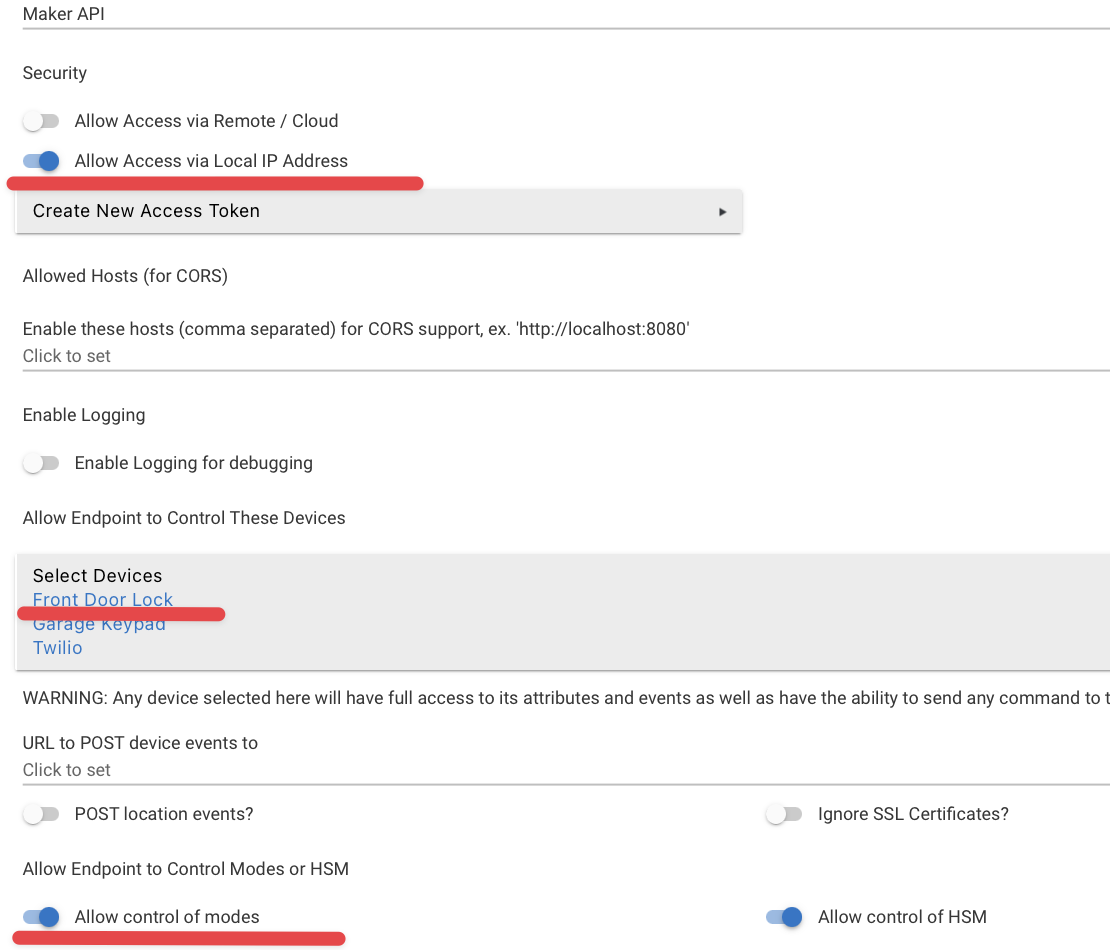 Maker API
Security
Allow Access via Remote / Cloud
Allow Access via Local IP Address
Create New Access Token
Allowed Hosts (for CORS)
Enable these hosts (comma separated) for CORS support, ex. 'http://localhost:8080'
Click to set
Enable Logging
Enable Logging for debugging
Allow Endpoint to Control These Devices
Select Devices
Front Door Lock
Garage Keypad
Twilio
WARNING: Any device selected here will have full access to its attributes and events as well as have the ability to send any command to t
URL to POST device events to
Click to set
POST location events?
Ignore SSL Certificates?
Allow Endpoint to Control Modes or HSM
Allow control of modes
Allow control of HSM